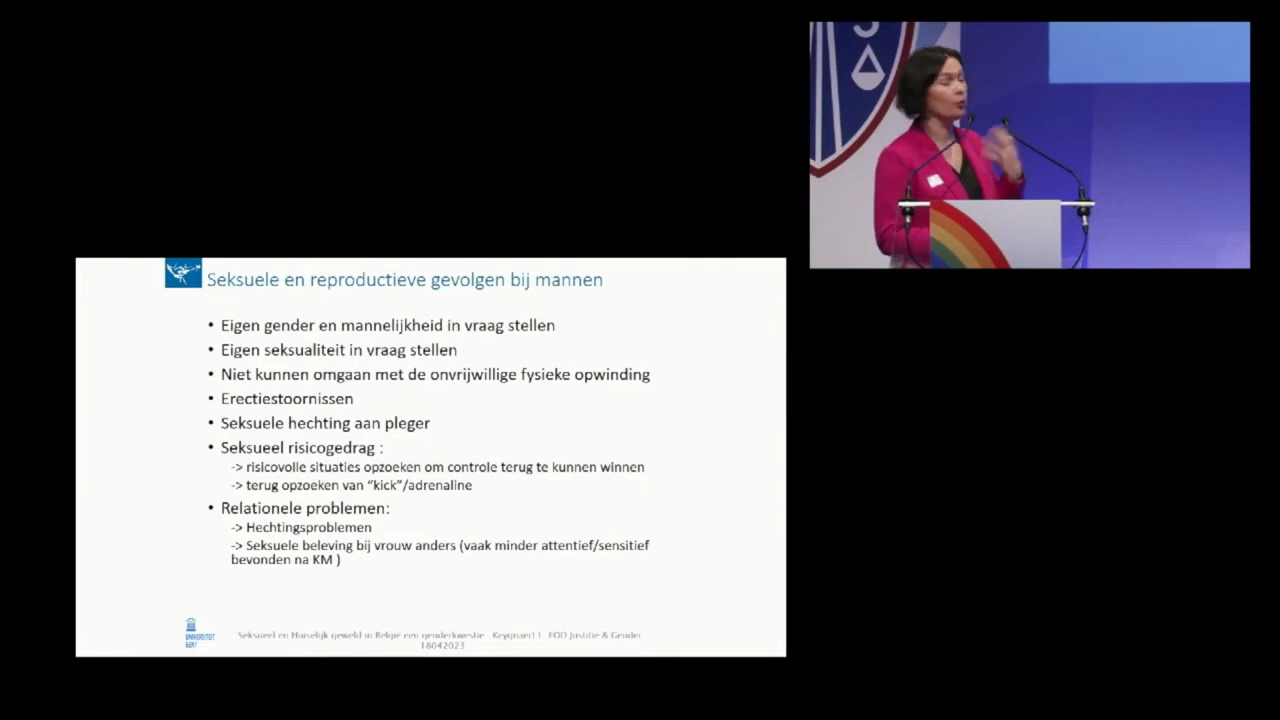 Seksuele en reproductieve gevolgen bij mannen
• Eigen gender en mannelijkheid in vraag stellen
• Eigen seksualiteit in vraag stellen
• Niet kunnen omgaan met de onvrijwillige fysieke opwinding
• Erectiestoornissen
• Seksuele hechting aan pleger
• Seksueel risicogedrag :
-> risicovolle situaties opzoeken om controle terug te kunnen winnen
-> terug opzoeken van “kick”/adrenaline
• Relationele problemen:
-> Hechtingsproblemen
-> Seksuele beleving bij vrouw anders (vaak minder attentief/sensitief
bevonden na KM )
UNIVERSITEIT
GENT
Seksueel en Huiselijk geweld in België een genderkwestie Keygnaert I FOD Justitie & Gender
18042023